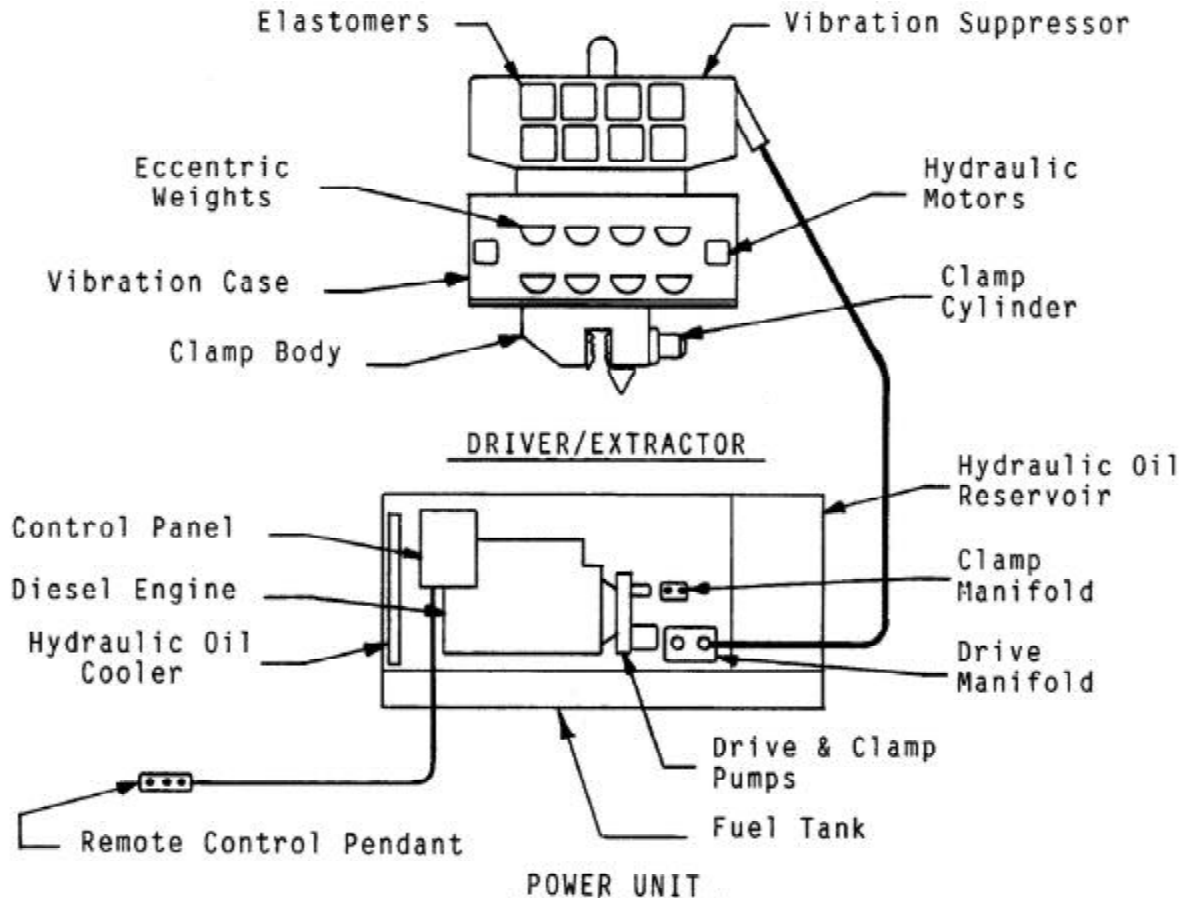 Elastomers
Vibration Suppressor
Eccentric
Weights
Hydraulic
Motors
Vibration Case
Clamp
Cylinder
Clamp Body
DRIVER/EXTRACTOR
Hydraulic Oil
Reservoir
Control Panel
Clamp
Manifold
Diesel Engine
Hydraulic Oil
Cooler
Drive
Manifold
Drive & Clamp
Pumps
Fuel Tank
Remote Control Pendant
POWER UNIT